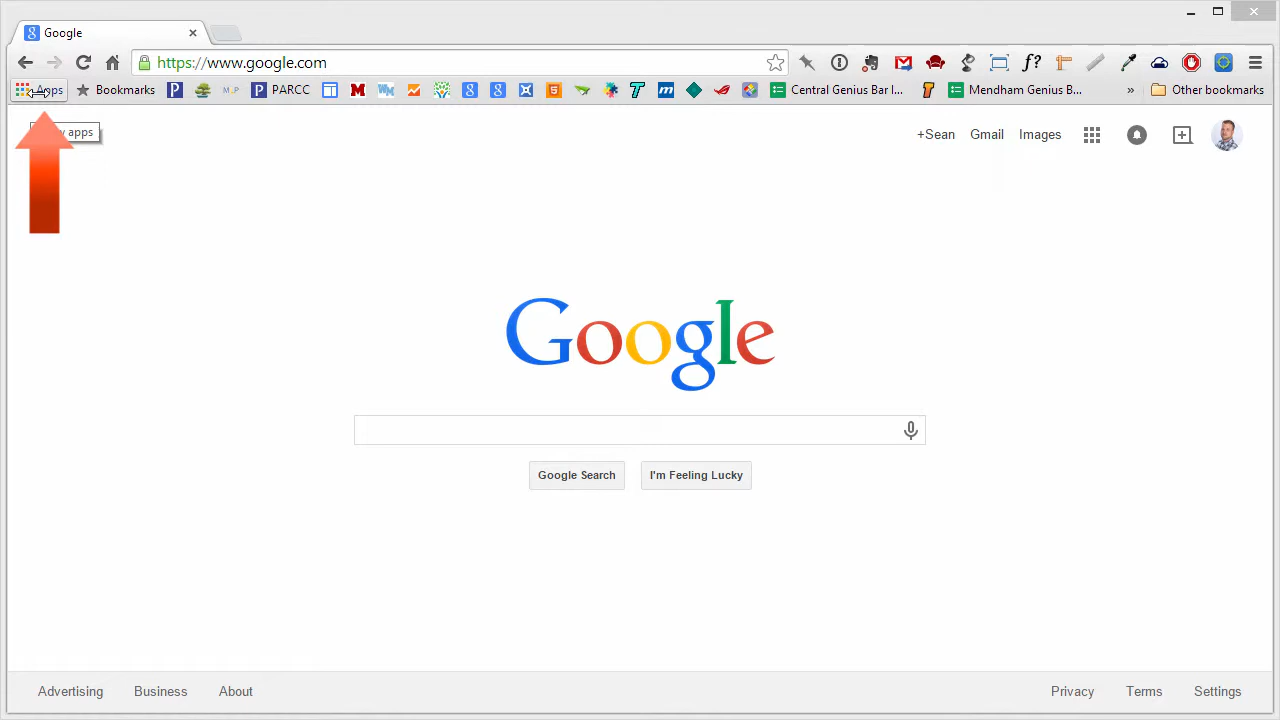 Google
https://www.google.com
Apps
Bookmarks
PARCC
Central Genius Bar I...
Mendham Genius B...
»
Other bookmarks
apps
+Sean
Gmail
Images
Google
Google Search
I'm Feeling Lucky
Advertising
Business
About
Privacy
Terms
Settings